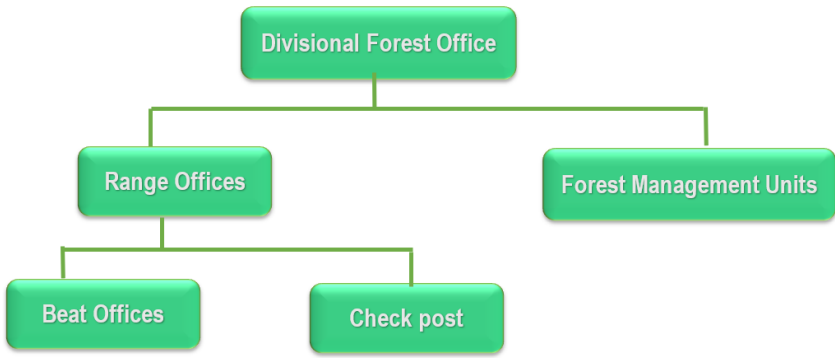 Divisional Forest Office
Range Offices
Forest Management Units
Beat Offices
Check post